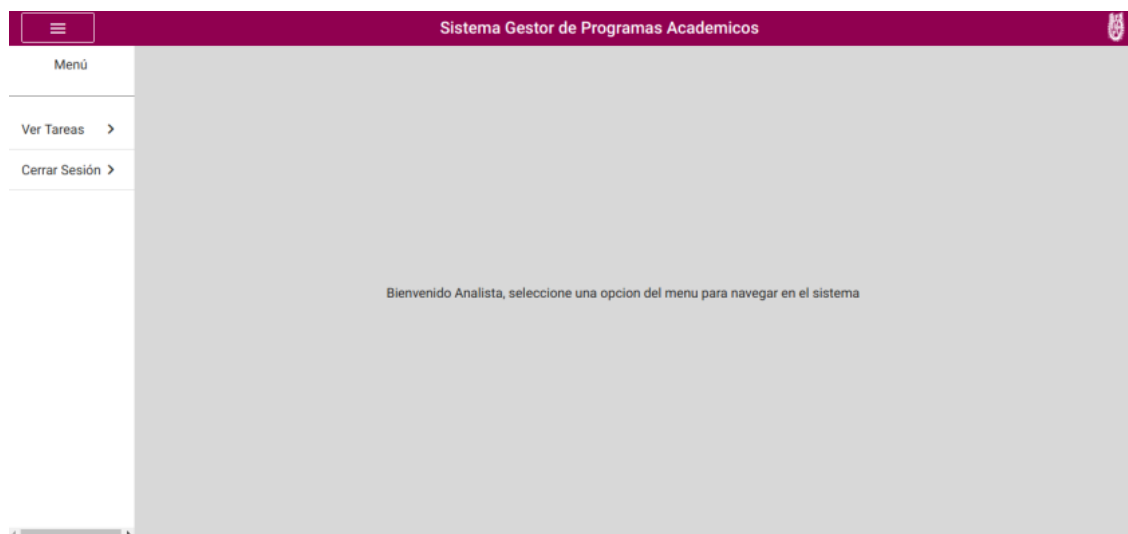 Sistema Gestor de Programas Academicos
Menú
Ver Tareas
Cerrar Sesión
Bienvenido Analista, seleccione una opcion del menu para navegar en el sistema